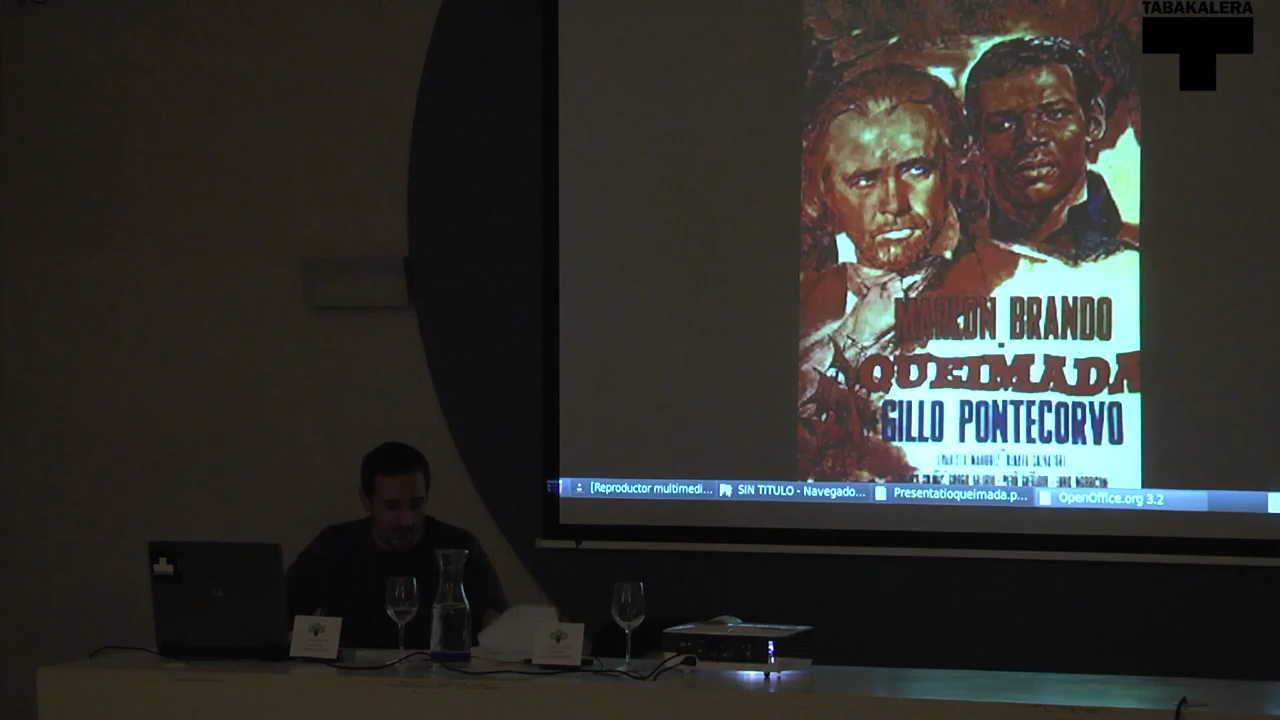 TABAKALERA
MARLON BRANDO
QUEIMADA
GILLO PONTECORVO
[Reproductor multimedi... SIN TITULO - Navegado... Presentatioqueimada.p... OpenOffice.org 3.2